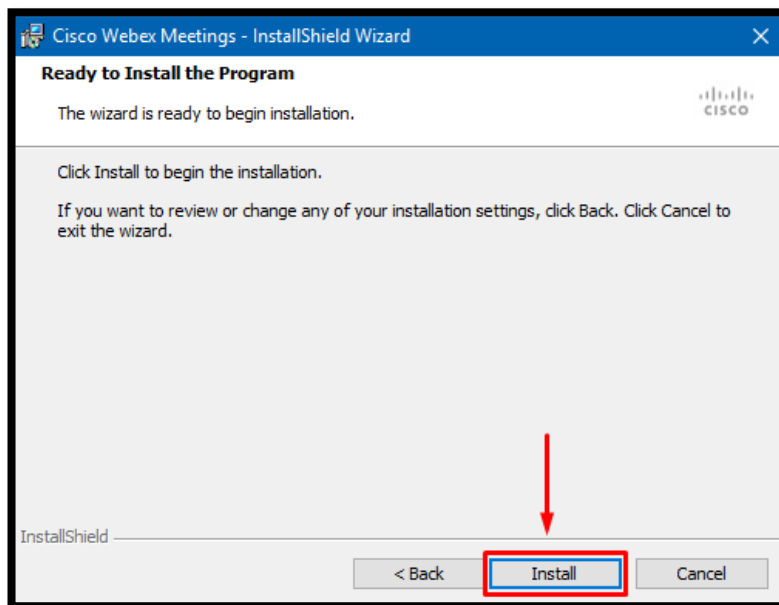 Cisco Webex Meetings - InstallShield Wizard
Ready to Install the Program
The wizard is ready to begin installation.
CISCO
Click Install to begin the installation.
If you want to review or change any of your installation settings, click Back. Click Cancel to
exit the wizard.
InstallShield
< Back
Install
Cancel